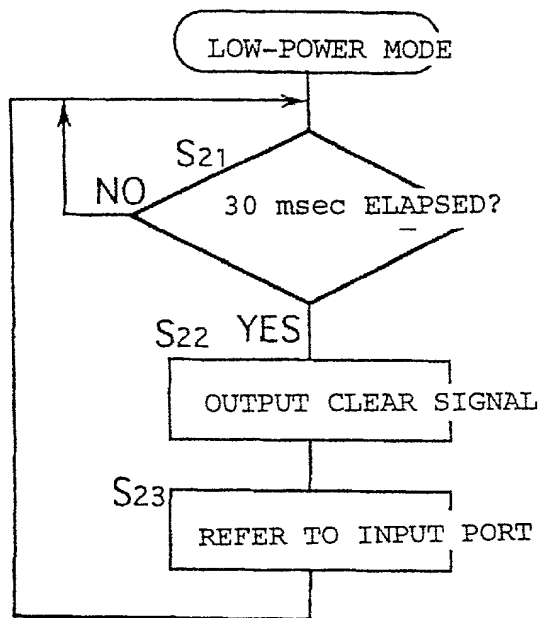 LOW-POWER MODE
S21
NO
30 msec ELAPSED?
S22
YES
OUTPUT CLEAR SIGNAL
S23
REFER TO INPUT PORT